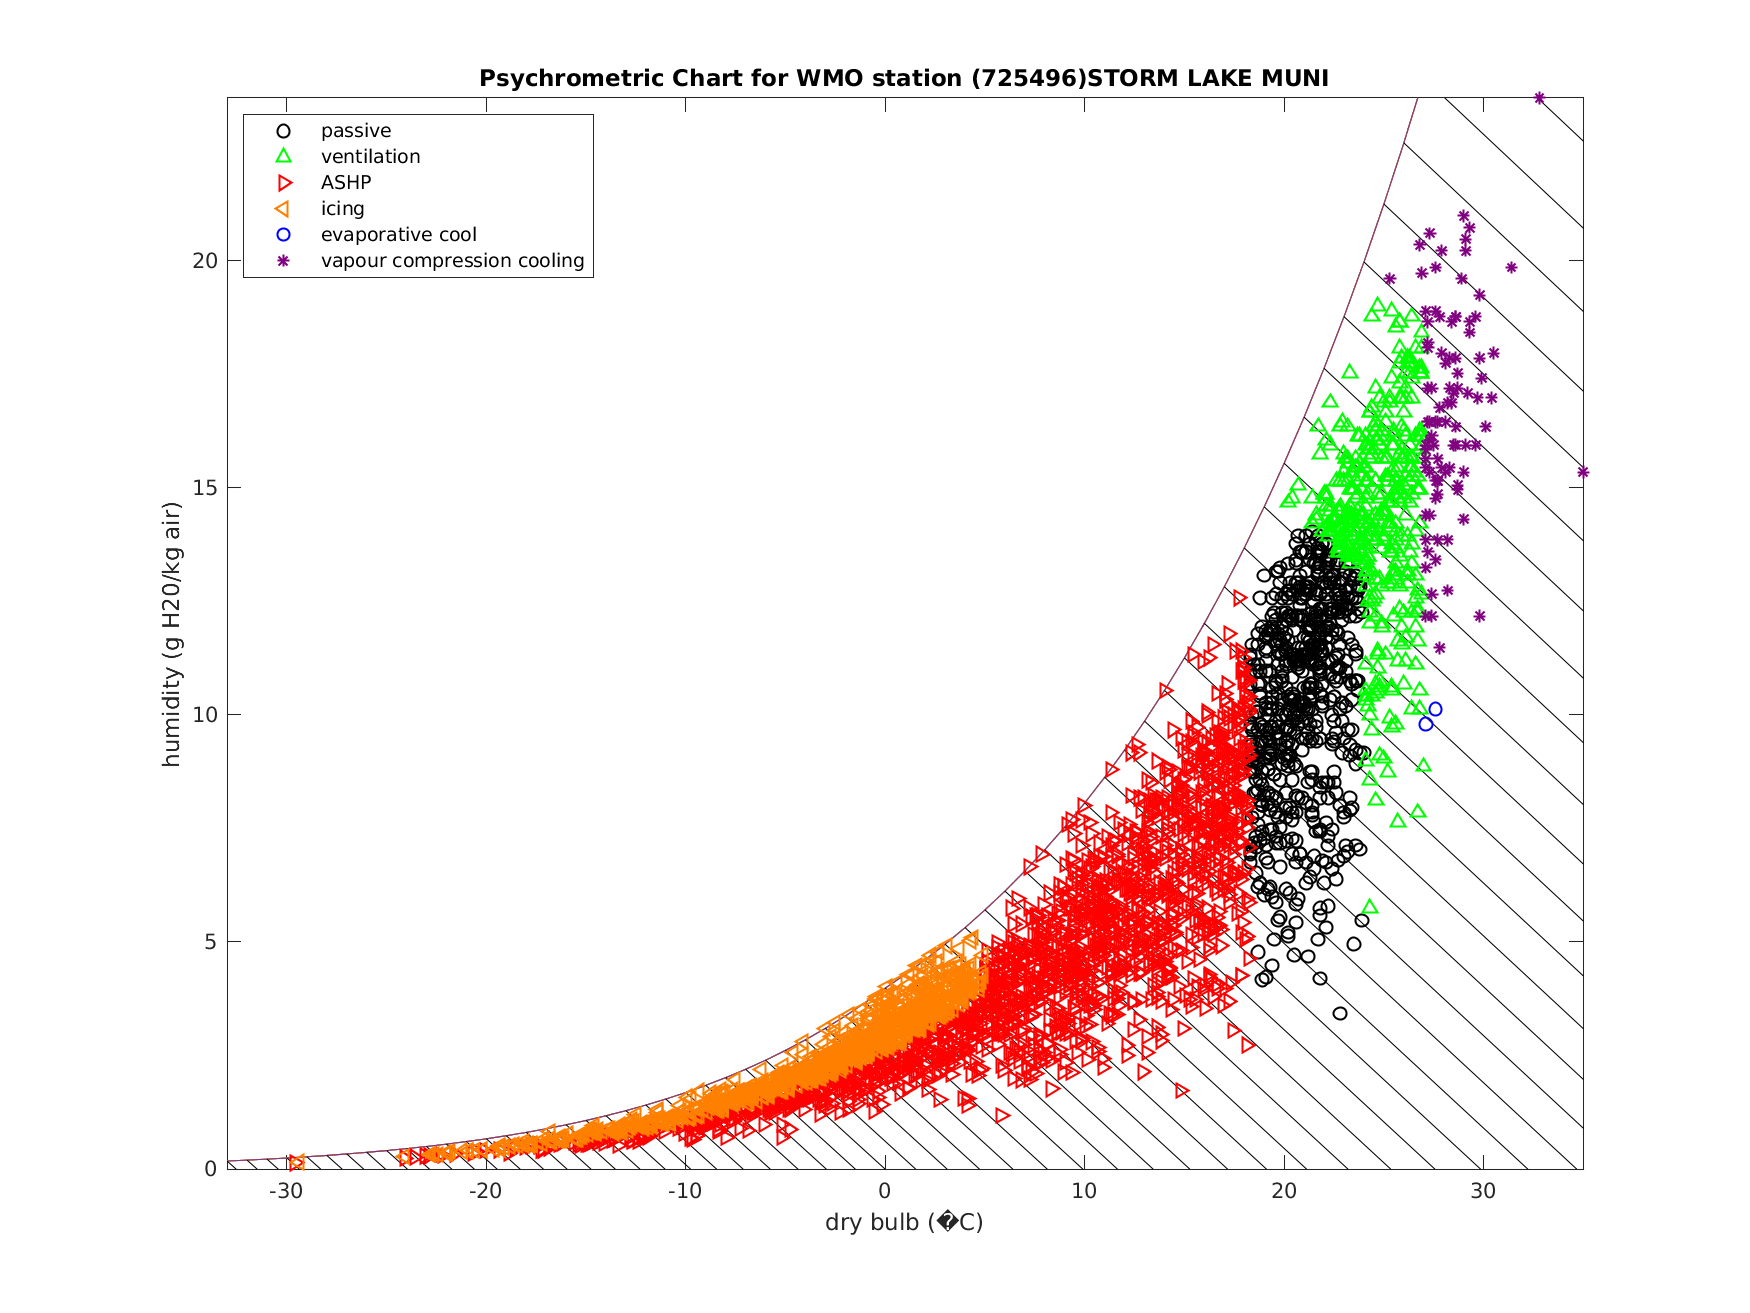 Psychrometric Chart for WMO station (725496)STORM LAKE MUNI
passive
ventilation
ASHP
icing
evaporative cool
vapour compression cooling
humidity (g H20/kg air)
20
15
10
5
0
-30 -20 -10 0 10 20 30
dry bulb (�C)